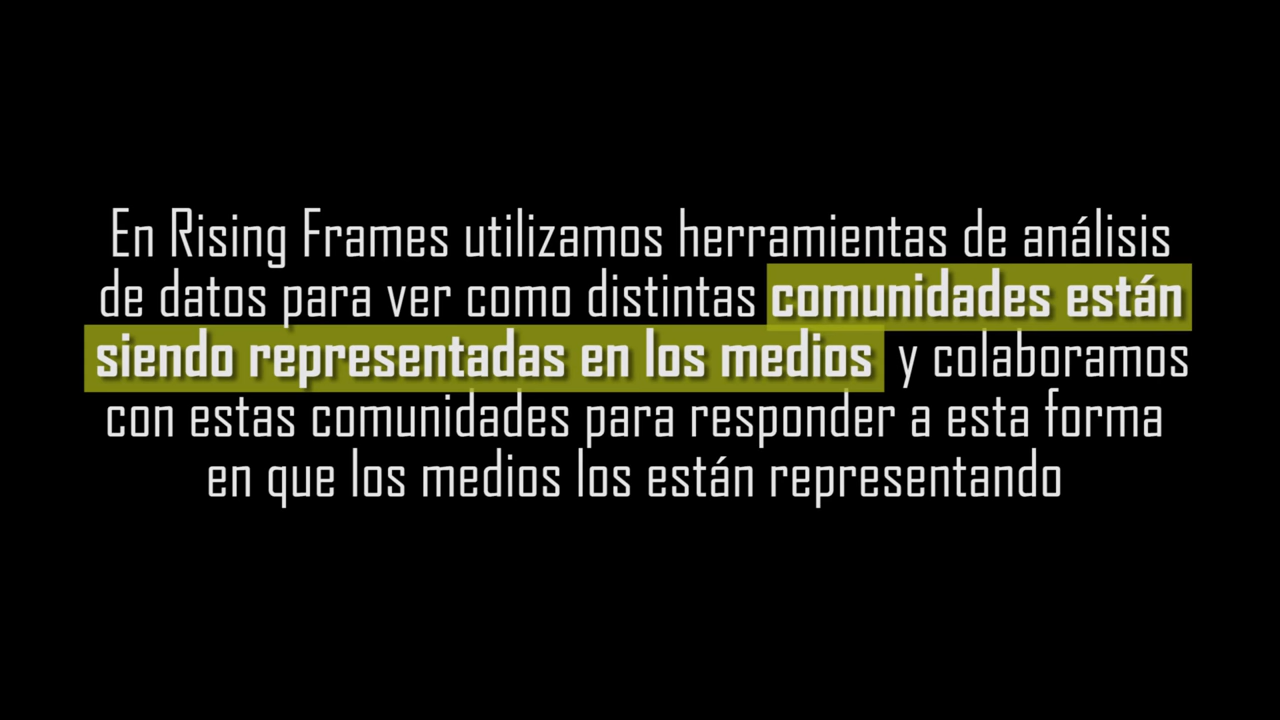 En Rising Frames utilizamos herramientas de análisis
de datos para ver como distintas comunidades están
siendo representadas en los medios y colaboramos
con estas comunidades para responder a esta forma
en que los medios los están representando